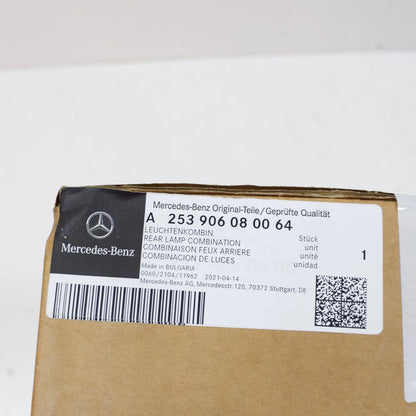 Mercedes-Benz Original-Teile/Geprüfte Qualität
A 253 906 08 00 64
LEUCHTENKOMBIN.
REAR LAMP COMBINATION
COMBINAISON FEUX ARRIERE
COMBINACION DE LUCES
Stück
unit
unité
unidad
1
Mercedes-Benz
Made in BULGARIA
0060/2104/11962 2021-04-14
Mercedes-Benz AG, Mercedesstr.120, 70372 Stuttgart, DE